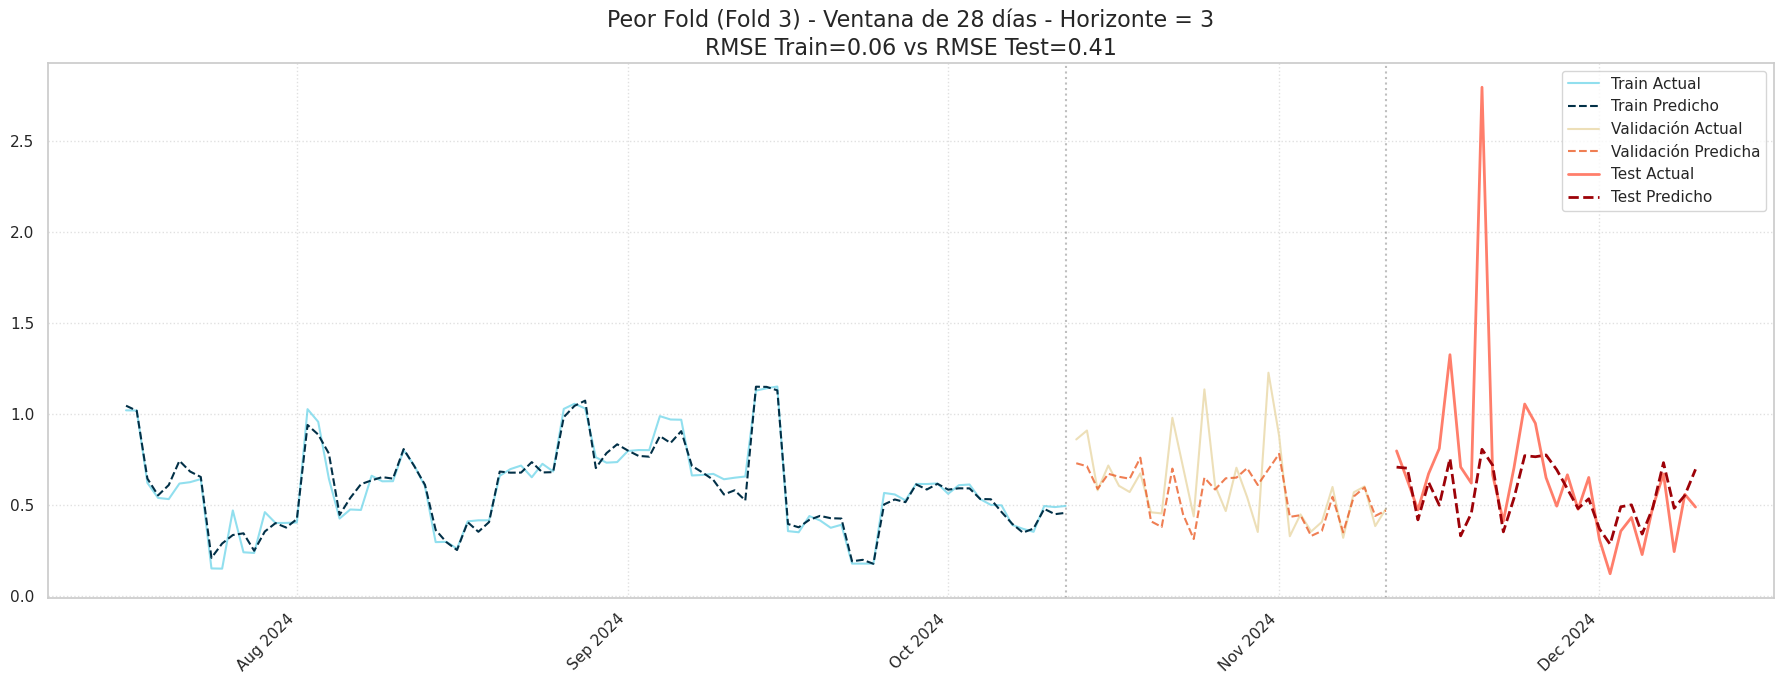 Peor Fold (Fold 3) - Ventana de 28 días - Horizonte = 3
RMSE Train=0.06 vs RMSE Test=0.41
Train Actual
Train Predicho
Validación Actual
Validación Predicha
Test Actual
Test Predicho
2.5
2.0
1.5
1.0
0.5
0.0
Aug 2024
Sep 2024
Oct 2024
Nov 2024
Dec 2024